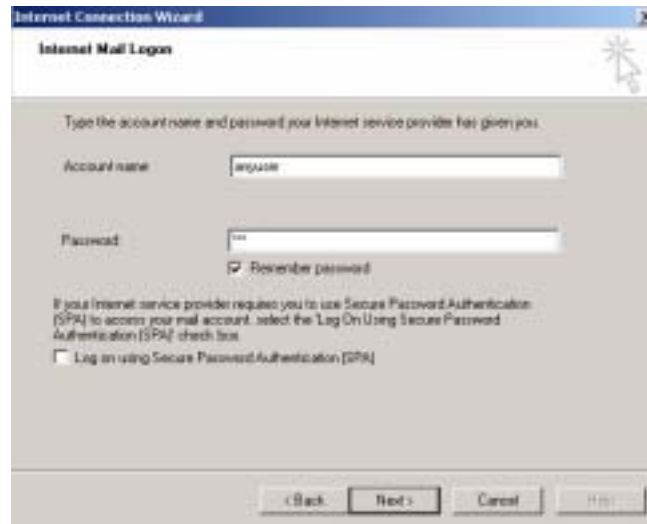 Internet Connection Wizard
Internet Mail Logon
Type the account name and password your Internet service provider has given you.
Account name
anyuser
Password:
***
Remember password
If your Internet service provider requires you to use Secure Password Authentication
(SPA) to access your mail account, select the 'Log On Using Secure Password
Authentication (SPA)' check box.
Log on using Secure Password Authentication (SPA)
< Back
Next >
Cancel
Help